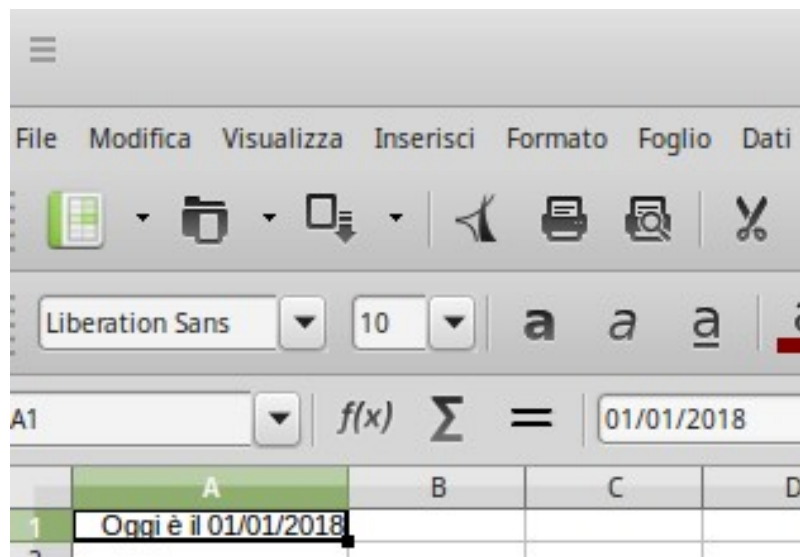 File Modifica Visualizza Inserisci Formato Foglio Dati
Liberation Sans 10 a a a
A1 f(x) Σ = 01/01/2018
A B C D
1 Oggi è il 01/01/2018
2